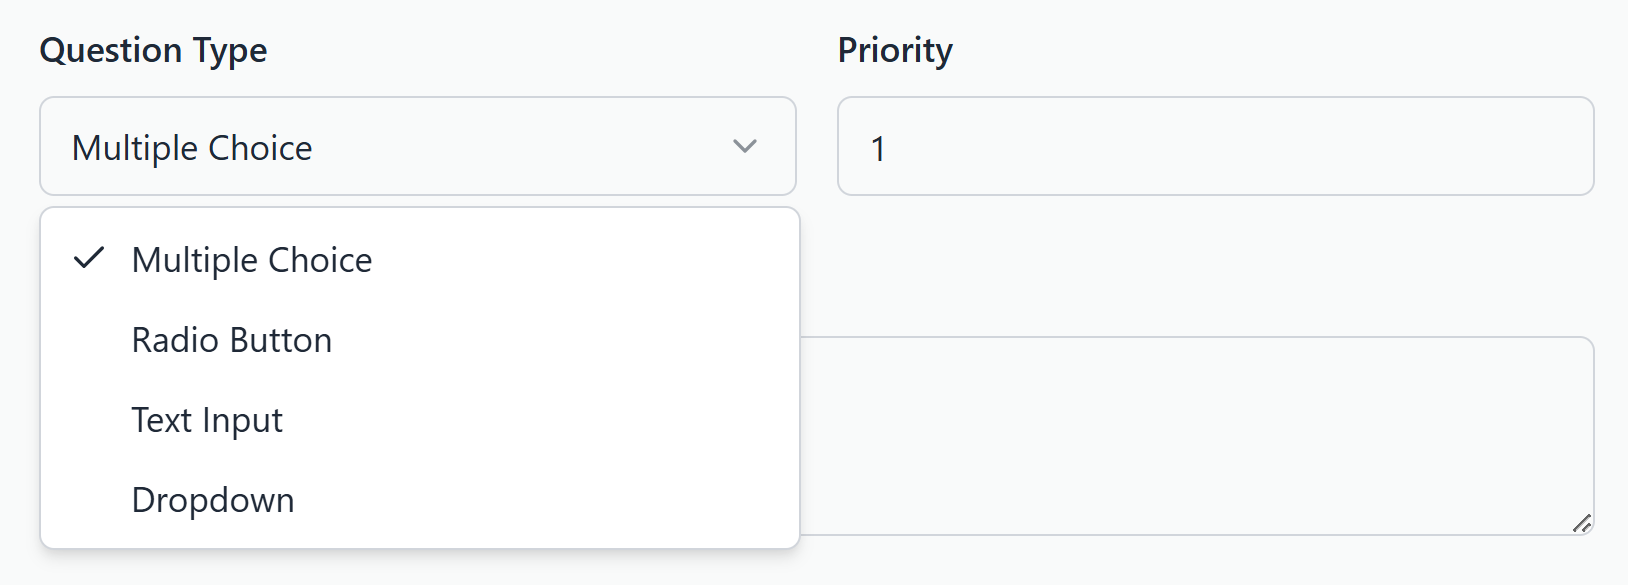 Question Type
Priority
Multiple Choice
1
Multiple Choice
Radio Button
Text Input
Dropdown